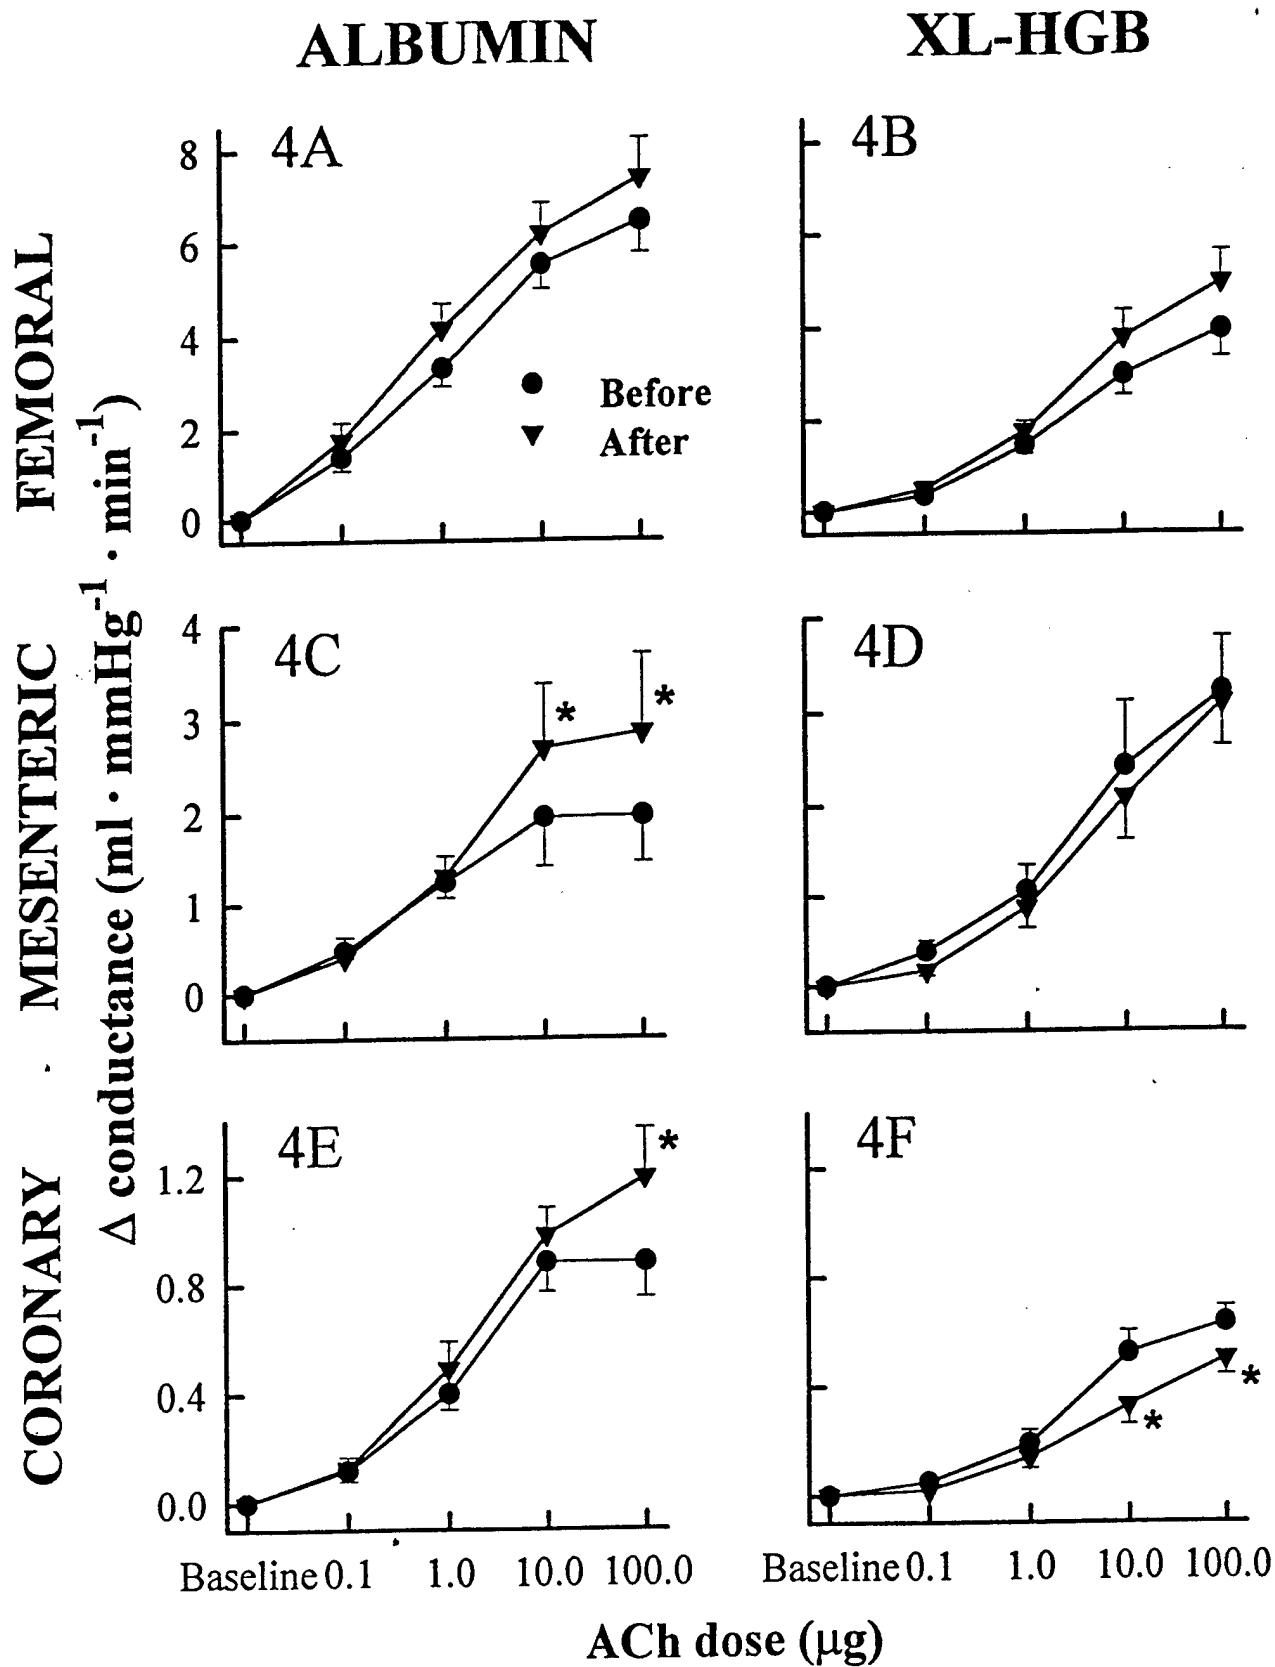 ALBUMIN
XL-HGB
FEMORAL
MESENTERIC
CORONARY
Δ conductance (ml · mmHg⁻¹ · min⁻¹)
4A
8
6
4
2
0
Before
After
4B
4C
4
3
2
1
0
*
*
4D
4E
1.2
0.8
0.4
0.0
*
4F
*
*
Baseline 0.1 1.0 10.0 100.0
Baseline 0.1 1.0 10.0 100.0
ACh dose (μg)